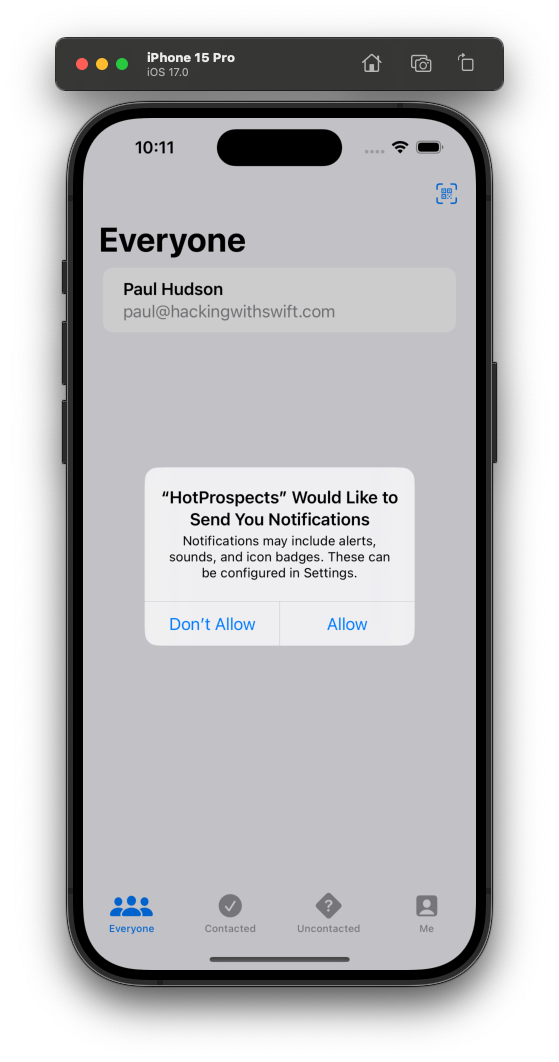 iPhone 15 Pro
iOS 17.0
10:11
Everyone
Paul Hudson
paul@hackingwithswift.com
“HotProspects” Would Like to
Send You Notifications
Notifications may include alerts,
sounds, and icon badges. These can
be configured in Settings.
Don’t Allow
Allow
Everyone
Contacted
Uncontacted
Me